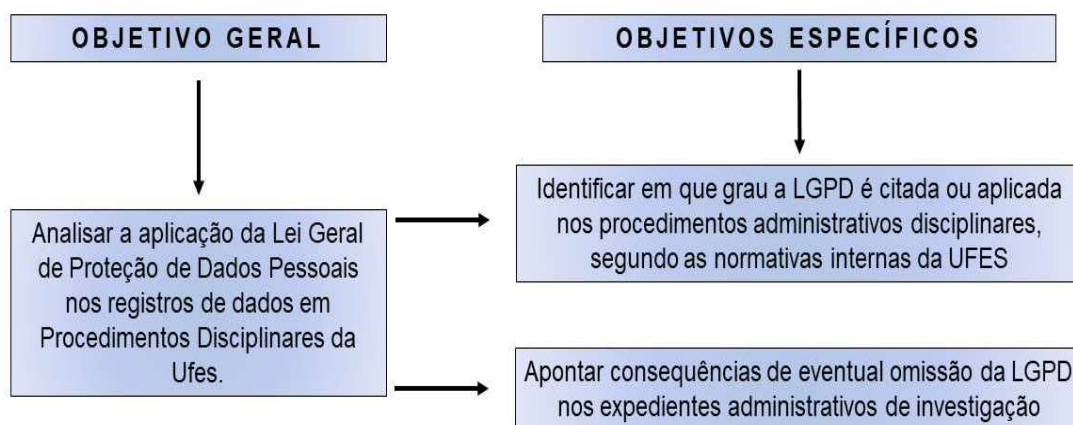 OBJETIVO GERAL
Analisar a aplicação da Lei Geral
de Proteção de Dados Pessoais
nos registros de dados em
Procedimentos Disciplinares da
Ufes.
OBJETIVOS ESPECÍFICOS
Identificar em que grau a LGPD é citada ou aplicada
nos procedimentos administrativos disciplinares,
segundo as normativas internas da UFES
Apontar consequências de eventual omissão da LGPD
nos expedientes administrativos de investigação